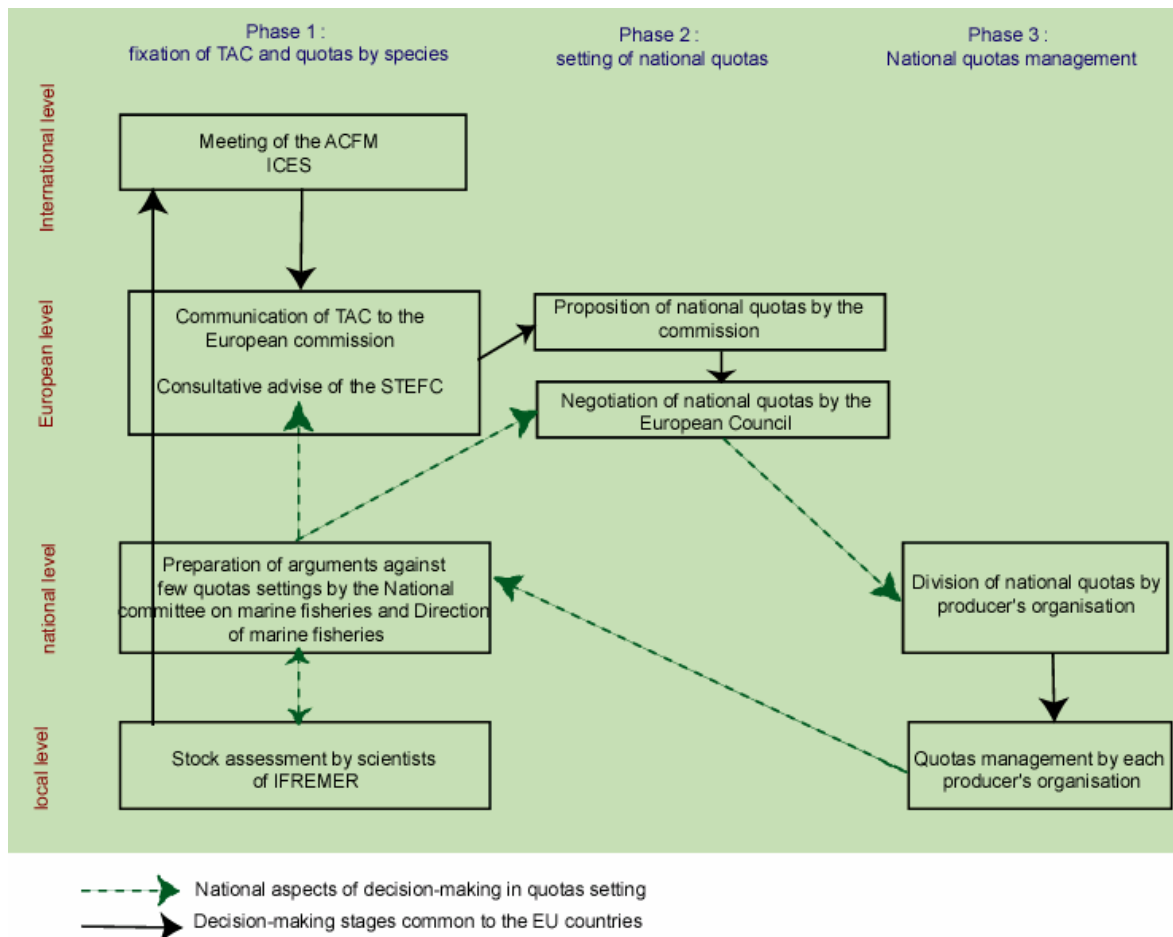 Phase 1 :
fixation of TAC and quotas by species
Phase 2 :
setting of national quotas
Phase 3 :
National quotas management
International level
Meeting of the ACFM
ICES
European level
Communication of TAC to the
European commission
Consultative advise of the STEFC
Proposition of national quotas by the
commission
Negotiation of national quotas by the
European Council
national level
Preparation of arguments against
few quotas settings by the National
committee on marine fisheries and Direction
of marine fisheries
Division of national quotas by
producer's organisation
local level
Stock assessment by scientists
of IFREMER
Quotas management by each
producer's organisation
National aspects of decision-making in quotas setting
Decision-making stages common to the EU countries